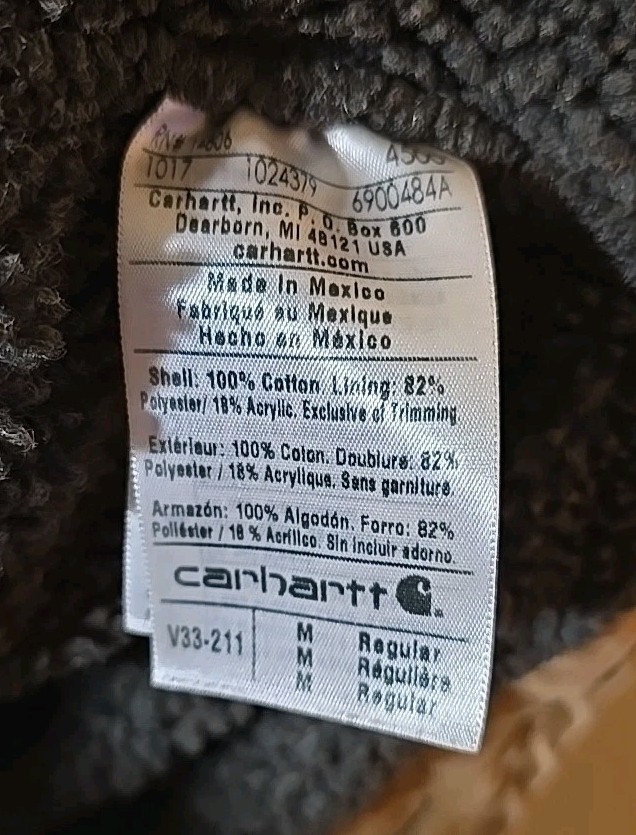 RN# 14806
1017 1024379 6900484A
Carhartt, Inc. P. O. Box 600
Dearborn, MI 48121 USA
carhartt.com
Made In Mexico
Fabriqué au Mexique
Hecho en México
Shell: 100% Cotton Lining: 82%
Polyester/ 18% Acrylic. Exclusive of Trimming
Extérieur: 100% Coton. Doublure: 82%
Polyester / 18% Acrylique. Sans garniture.
Armazón: 100% Algodón. Forro: 82%
Poliéster / 18 % Acrílico. Sin incluir adorno.
carhartt
V33-211 M Regular
M Régulière
M Regular